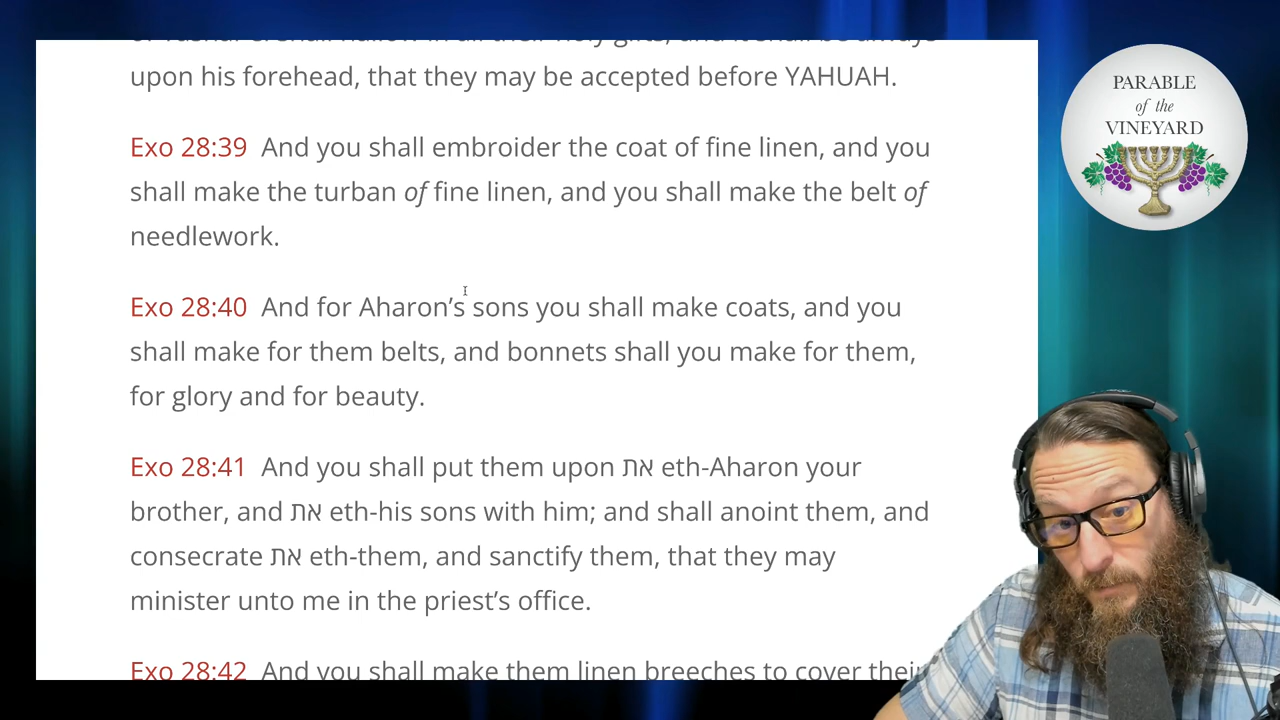 upon his forehead, that they may be accepted before YAHUAH.
Exo 28:39 And you shall embroider the coat of fine linen, and you
shall make the turban of fine linen, and you shall make the belt of
needlework.
Exo 28:40 And for Aharon’s sons you shall make coats, and you
shall make for them belts, and bonnets shall you make for them,
for glory and for beauty.
Exo 28:41 And you shall put them upon את eth-Aharon your
brother, and את eth-his sons with him; and shall anoint them, and
consecrate את eth-them, and sanctify them, that they may
minister unto me in the priest’s office.
Exo 28:42 And you shall make them linen breeches to cover their
PARABLE
of the
VINEYARD